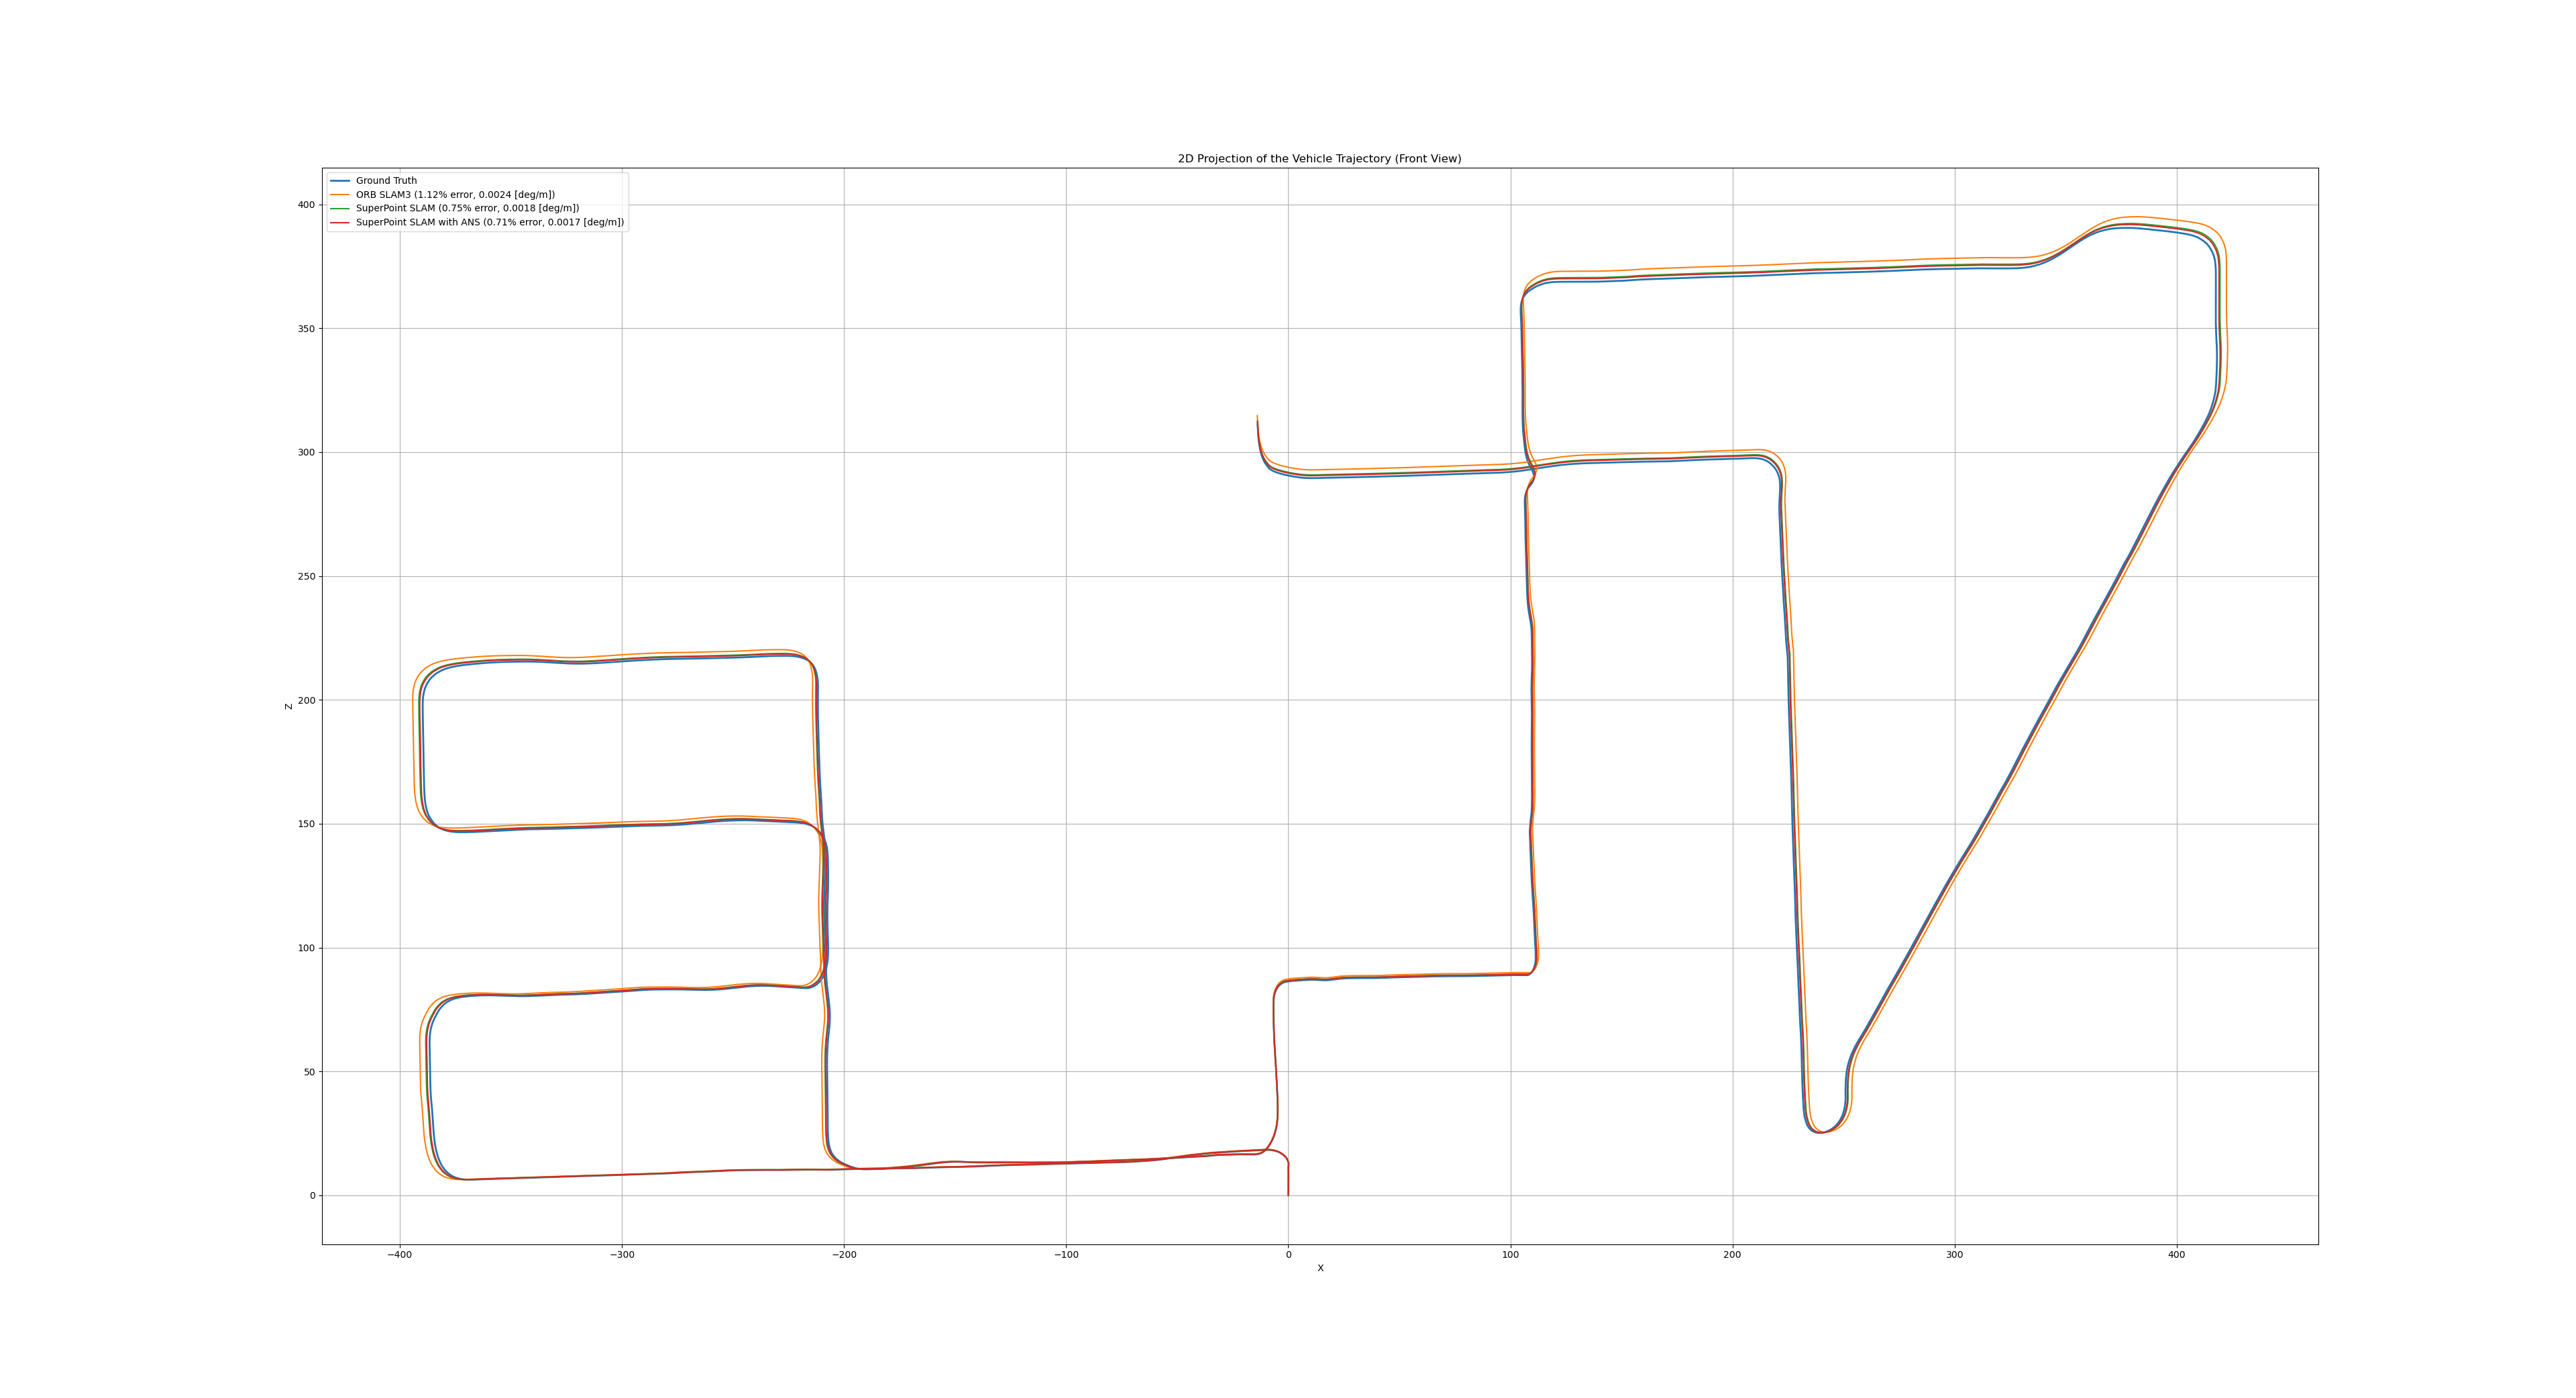 2D Projection of the Vehicle Trajectory (Front View)
Ground Truth
ORB SLAM3 (1.12% error, 0.0024 [deg/m])
SuperPoint SLAM (0.75% error, 0.0018 [deg/m])
SuperPoint SLAM with ANS (0.71% error, 0.0017 [deg/m])
400
350
300
250
200
150
100
50
0
Z
−400 −300 −200 −100 0 100 200 300 400
X